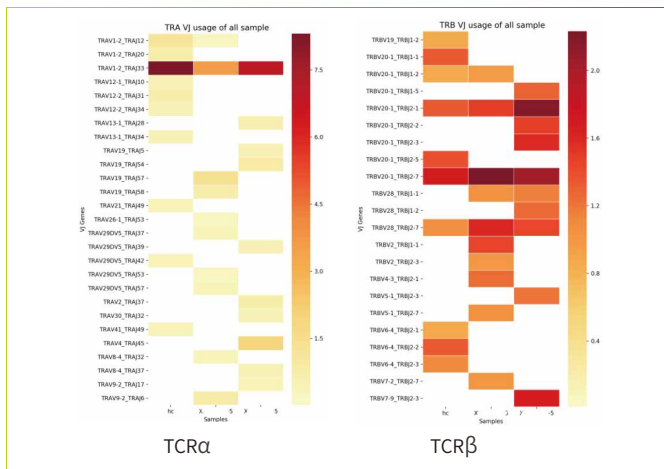 TRA VJ usage of all sample
TRAV1-2_TRAJ12
TRAV1-2_TRAJ20
TRAV1-2_TRAJ33
TRAV12-1_TRAJ10
TRAV12-2_TRAJ31
TRAV12-2_TRAJ34
TRAV13-1_TRAJ28
TRAV13-1_TRAJ34
TRAV19_TRAJ5
TRAV19_TRAJ54
TRAV19_TRAJ57
TRAV19_TRAJ58
TRAV21_TRAJ49
TRAV26-1_TRAJ53
TRAV29DV5_TRAJ37
TRAV29DV5_TRAJ39
TRAV29DV5_TRAJ42
TRAV29DV5_TRAJ53
TRAV29DV5_TRAJ57
TRAV2_TRAJ37
TRAV30_TRAJ32
TRAV41_TRAJ49
TRAV4_TRAJ45
TRAV8-4_TRAJ32
TRAV8-4_TRAJ37
TRAV9-2_TRAJ17
TRAV9-2_TRAJ6
VJ Genes
hc X -5 X 5
Samples
7.5
6.0
4.5
3.0
1.5
TCRα
TRB VJ usage of all sample
TRBV19_TRBJ1-2
TRBV20-1_TRBJ1-1
TRBV20-1_TRBJ1-2
TRBV20-1_TRBJ1-5
TRBV20-1_TRBJ2-1
TRBV20-1_TRBJ2-2
TRBV20-1_TRBJ2-3
TRBV20-1_TRBJ2-5
TRBV20-1_TRBJ2-7
TRBV28_TRBJ1-1
TRBV28_TRBJ1-2
TRBV28_TRBJ2-7
TRBV2_TRBJ1-1
TRBV2_TRBJ2-3
TRBV4-3_TRBJ2-1
TRBV5-1_TRBJ2-3
TRBV5-1_TRBJ2-7
TRBV6-4_TRBJ2-1
TRBV6-4_TRBJ2-2
TRBV6-4_TRBJ2-3
TRBV7-2_TRBJ2-7
TRBV7-9_TRBJ2-3
VJ Genes
hc X -5
Samples
2.0
1.6
1.2
0.8
0.4
TCRβ